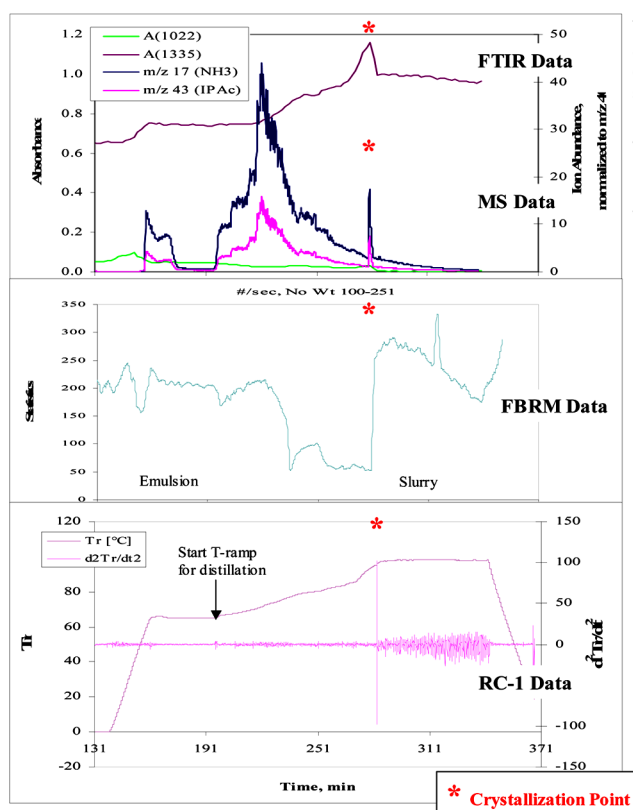 A(1022)
A(1335)
m/z 17 (NH3)
m/z 43 (IPAc)
FTIR Data
MS Data
Absorbance
1.2
1.0
0.8
0.6
0.4
0.2
0.0
50
40
30
20
10
0
Ion Abundance,
normalized to m/z 44
*
*
#/sec, No Wt 100-251
*
Statistics
350
300
250
200
150
100
50
0
FBRM Data
Emulsion
Slurry
*
Tr [°C]
d2Tr/dt2
Start T-ramp
for distillation
Tr
120
80
60
40
20
0
-20
150
100
50
0
-50
-100
-150
d²Tr/dt²
RC-1 Data
131
191
251
311
371
Time, min
* Crystallization Point